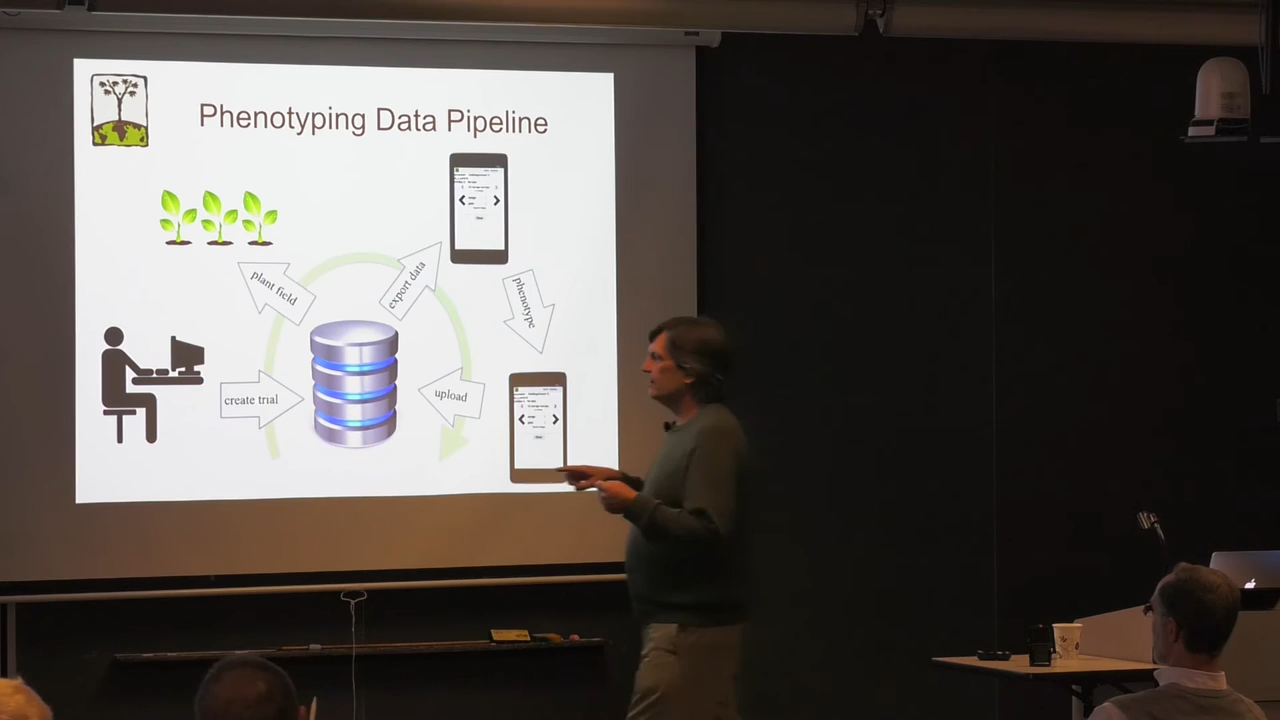 Phenotyping Data Pipeline
plant field
export data
phenotype
create trial
upload